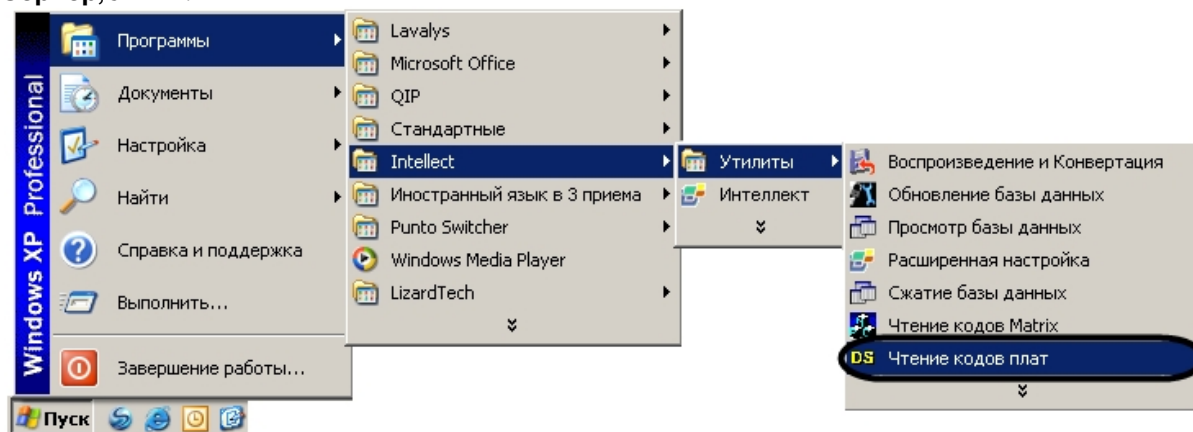 Windows XP Professional
Программы
Документы
Настройка
Найти
Справка и поддержка
Выполнить...
Завершение работы...
Пуск
Lavalys
Microsoft Office
QIP
Стандартные
Intellect
Иностранный язык в 3 приема
Punto Switcher
Windows Media Player
LizardTech
Утилиты
Интеллект
Воспроизведение и Конвертация
Обновление базы данных
Просмотр базы данных
Расширенная настройка
Сжатие базы данных
Чтение кодов Matrix
DS Чтение кодов плат